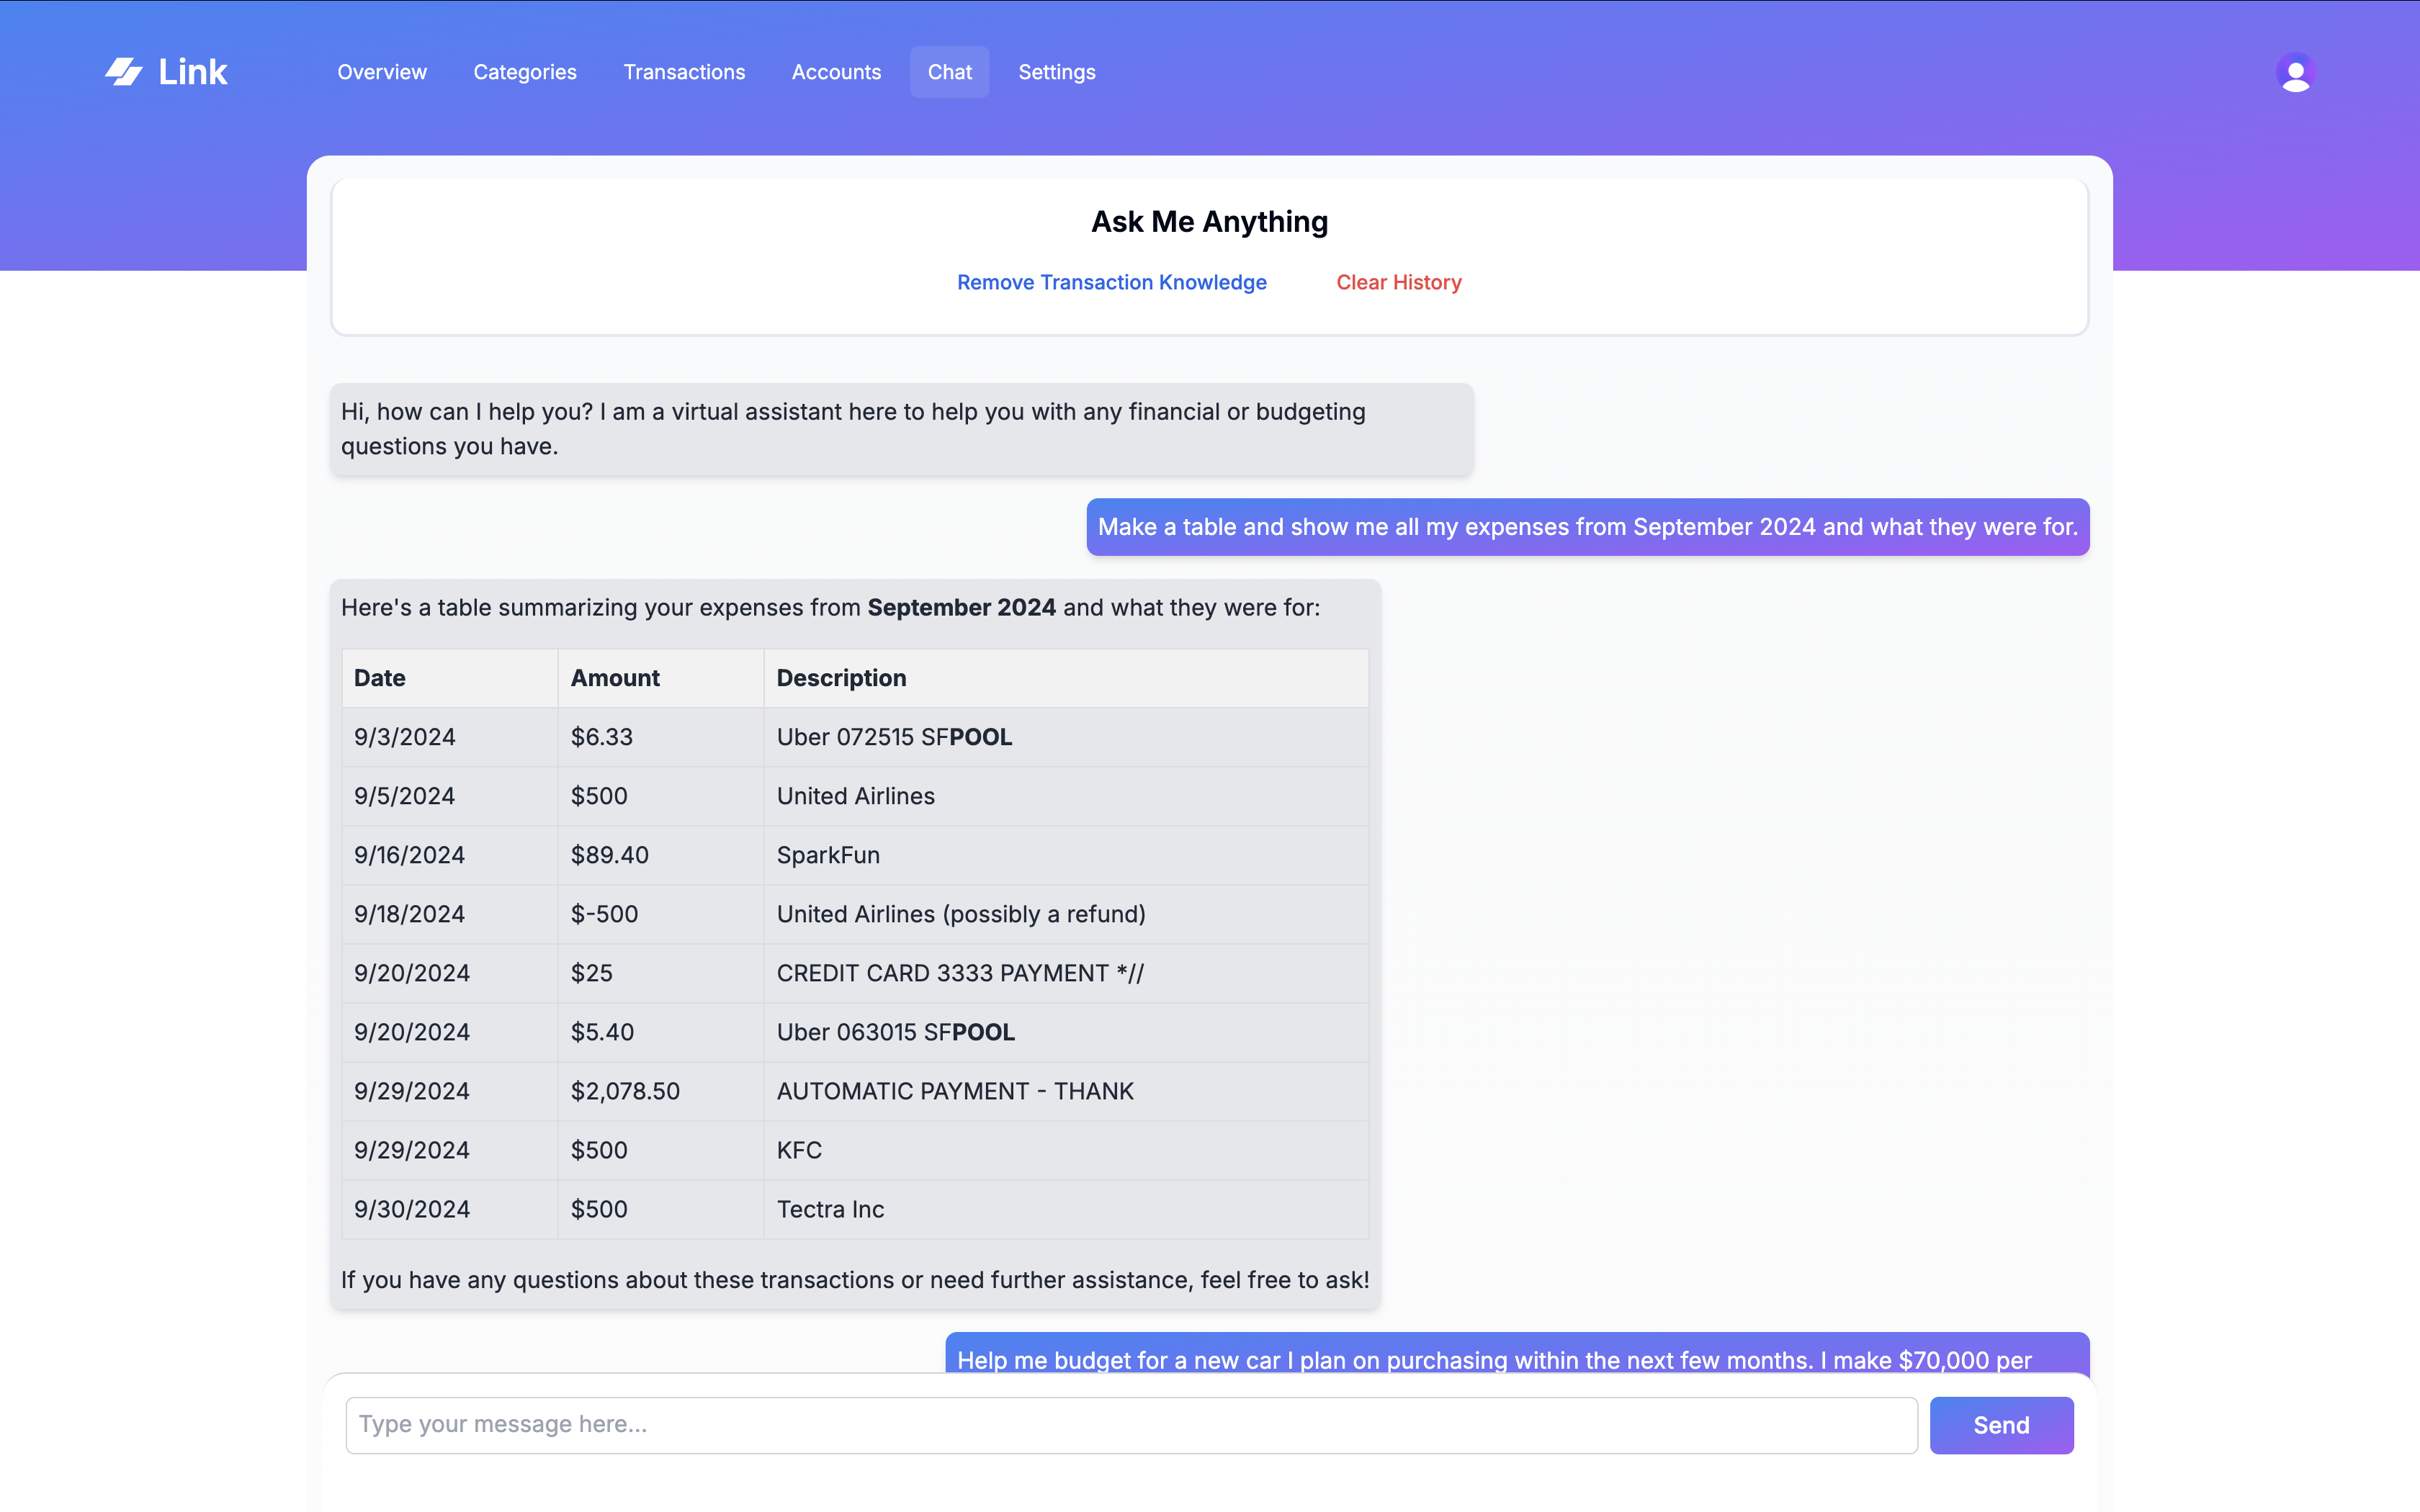 Link
Overview Categories Transactions Accounts Chat Settings
Ask Me Anything
Remove Transaction Knowledge Clear History
Hi, how can I help you? I am a virtual assistant here to help you with any financial or budgeting
questions you have.
Make a table and show me all my expenses from September 2024 and what they were for.
Here's a table summarizing your expenses from September 2024 and what they were for:
Date Amount Description
9/3/2024 $6.33 Uber 072515 SFPOOL
9/5/2024 $500 United Airlines
9/16/2024 $89.40 SparkFun
9/18/2024 $-500 United Airlines (possibly a refund)
9/20/2024 $25 CREDIT CARD 3333 PAYMENT *//
9/20/2024 $5.40 Uber 063015 SFPOOL
9/29/2024 $2,078.50 AUTOMATIC PAYMENT - THANK
9/29/2024 $500 KFC
9/30/2024 $500 Tectra Inc
If you have any questions about these transactions or need further assistance, feel free to ask!
Help me budget for a new car I plan on purchasing within the next few months. I make $70,000 per
Type your message here...
Send